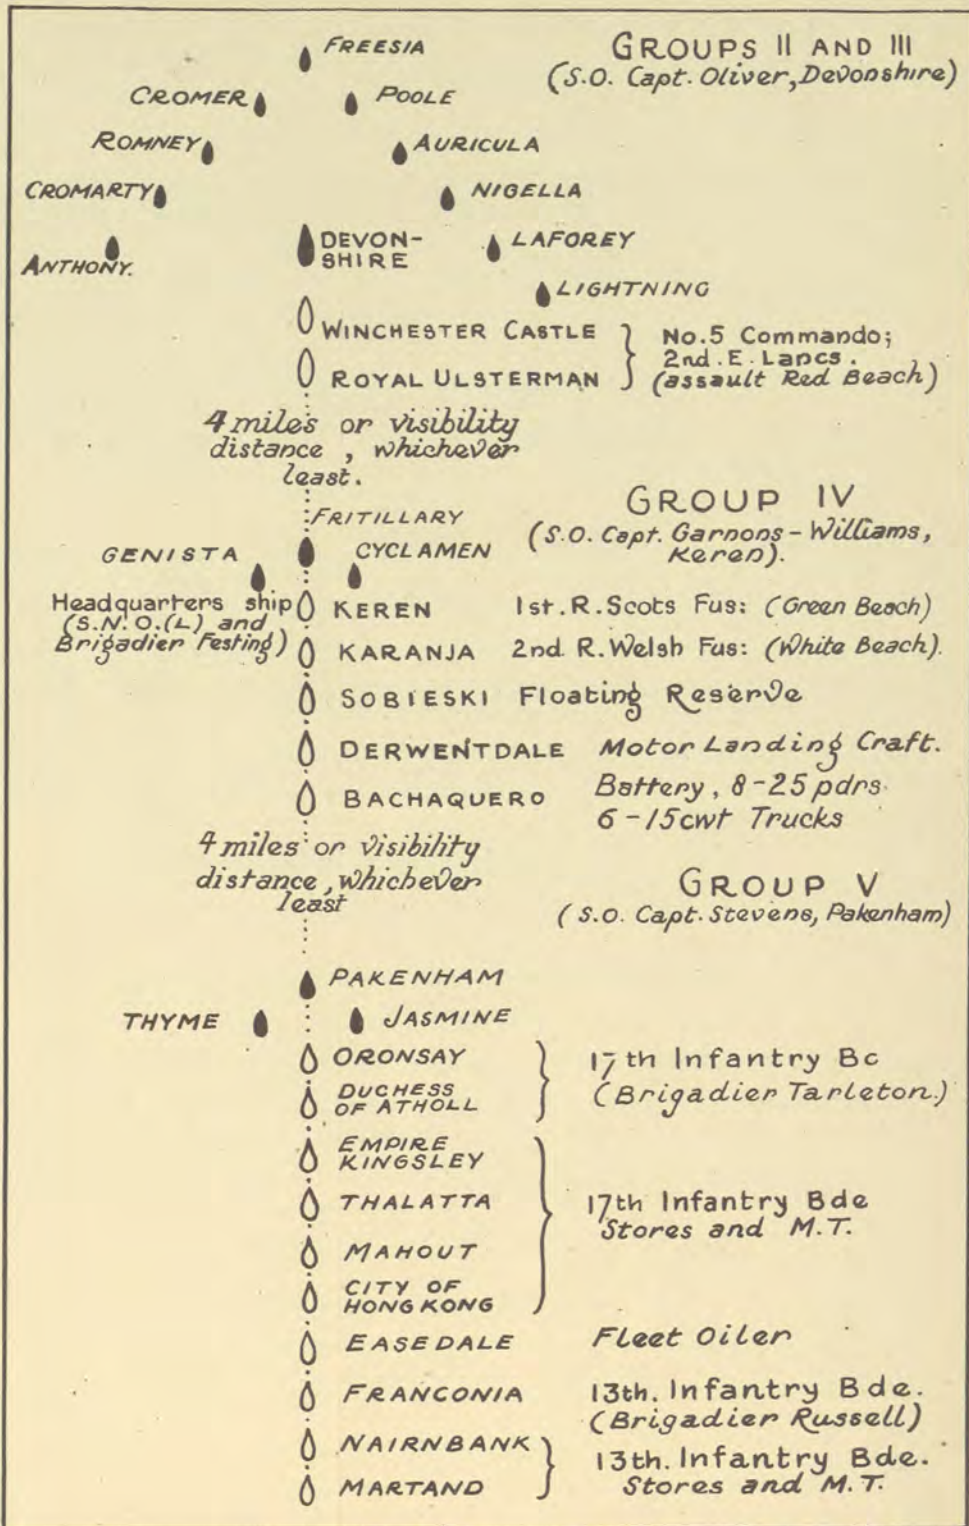 FREESIA
GROUPS II AND III
(S.O. Capt. Oliver, Devonshire)
CROMER
POOLE
ROMNEY
AURICULA
CROMARTY
NIGELLA
ANTHONY.
DEVON-
SHIRE
LAFOREY
LIGHTNING
WINCHESTER CASTLE
ROYAL ULSTERMAN
No.5 Commando;
2nd. E. Lancs.
(assault Red Beach)
4 miles or visibility
distance, whichever
least.
GROUP IV
(S.O. Capt. Garnons-Williams,
Keren).
FRITILLARY
GENISTA
CYCLAMEN
Headquarters ship
(S.N.O.(L) and
Brigadier Festing)
KEREN
1st. R. Scots Fus: (Green Beach)
KARANJA
2nd. R. Welsh Fus: (White Beach).
SOBIESKI Floating Reserve
DERWENTDALE Motor Landing Craft.
BACHAQUERO
Battery, 8-25 pdrs.
6-15cwt Trucks
4 miles or visibility
distance, whichever
least
GROUP V
(S.O. Capt. Stevens, Pakenham)
PAKENHAM
THYME
JASMINE
ORONSAY
DUCHESS
OF ATHOLL
17th Infantry Bc
(Brigadier Tarleton.)
EMPIRE
KINGSLEY
THALATTA
MAHOUT
CITY OF
HONG KONG
17th Infantry Bde
Stores and M.T.
EASEDALE Fleet Oiler
FRANCONIA
13th. Infantry Bde.
(Brigadier Russell)
NAIRNBANK
MARTAND
13th. Infantry Bde.
Stores and M.T.